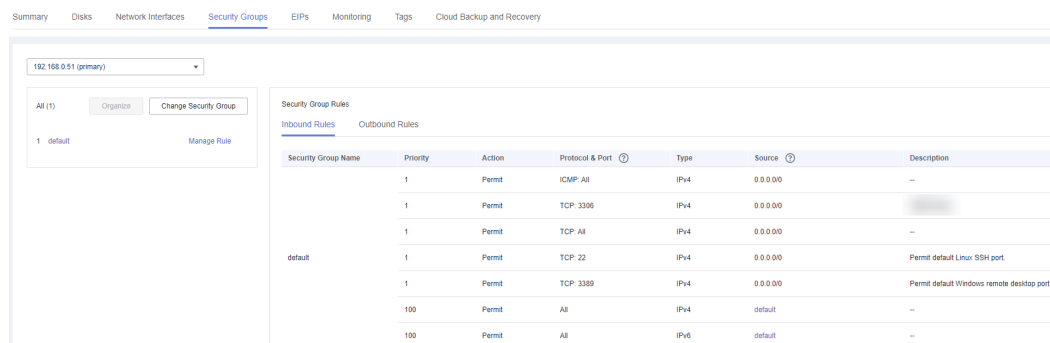 Summary Disks Network Interfaces Security Groups EIPs Monitoring Tags Cloud Backup and Recovery
192.168.0.51 (primary)
All (1) Organize Change Security Group
1 default Manage Rule
Security Group Rules
Inbound Rules Outbound Rules
Security Group Name Priority Action Protocol & Port ? Type Source ? Description
1 Permit ICMP: All IPv4 0.0.0.0/0 --
1 Permit TCP: 3306 IPv4 0.0.0.0/0
1 Permit TCP: All IPv4 0.0.0.0/0 --
default 1 Permit TCP: 22 IPv4 0.0.0.0/0 Permit default Linux SSH port.
1 Permit TCP: 3389 IPv4 0.0.0.0/0 Permit default Windows remote desktop port
100 Permit All IPv4 default --
100 Permit All IPv6 default --